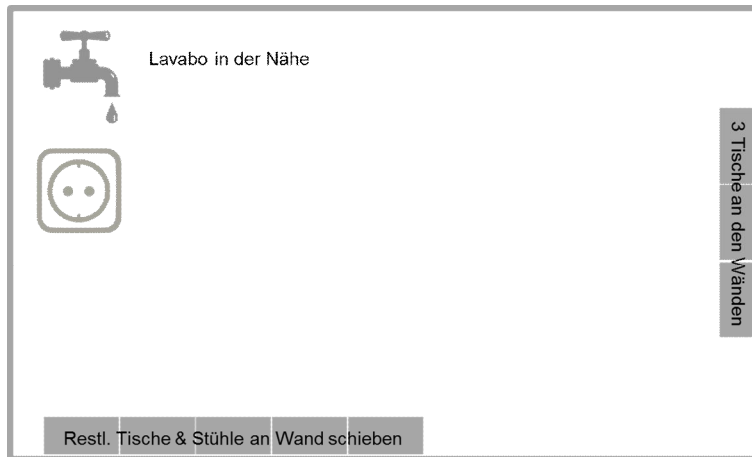 Lavabo in der Nähe
3 Tische an den Wänden
Restl. Tische & Stühle an Wand schieben